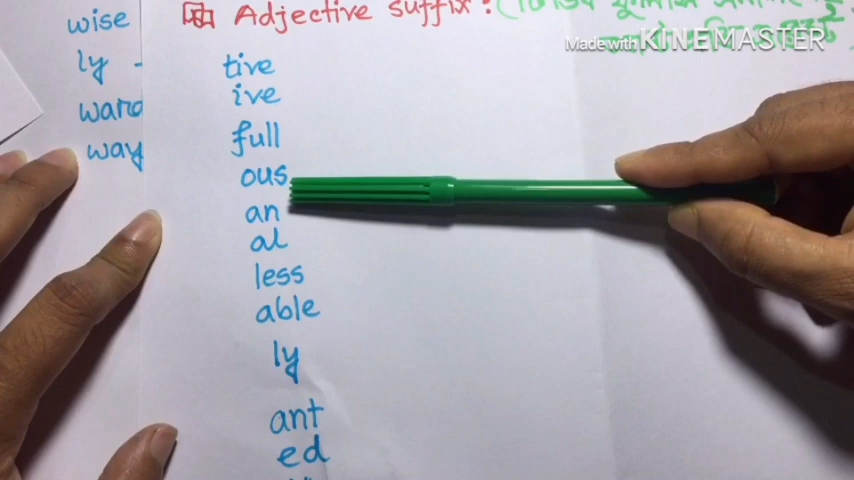 wise
ly -
ward
way
Adjective suffix :
tive
ive
full
ous
an
al
less
able
ly
ant
ed
Made with KINEMASTER